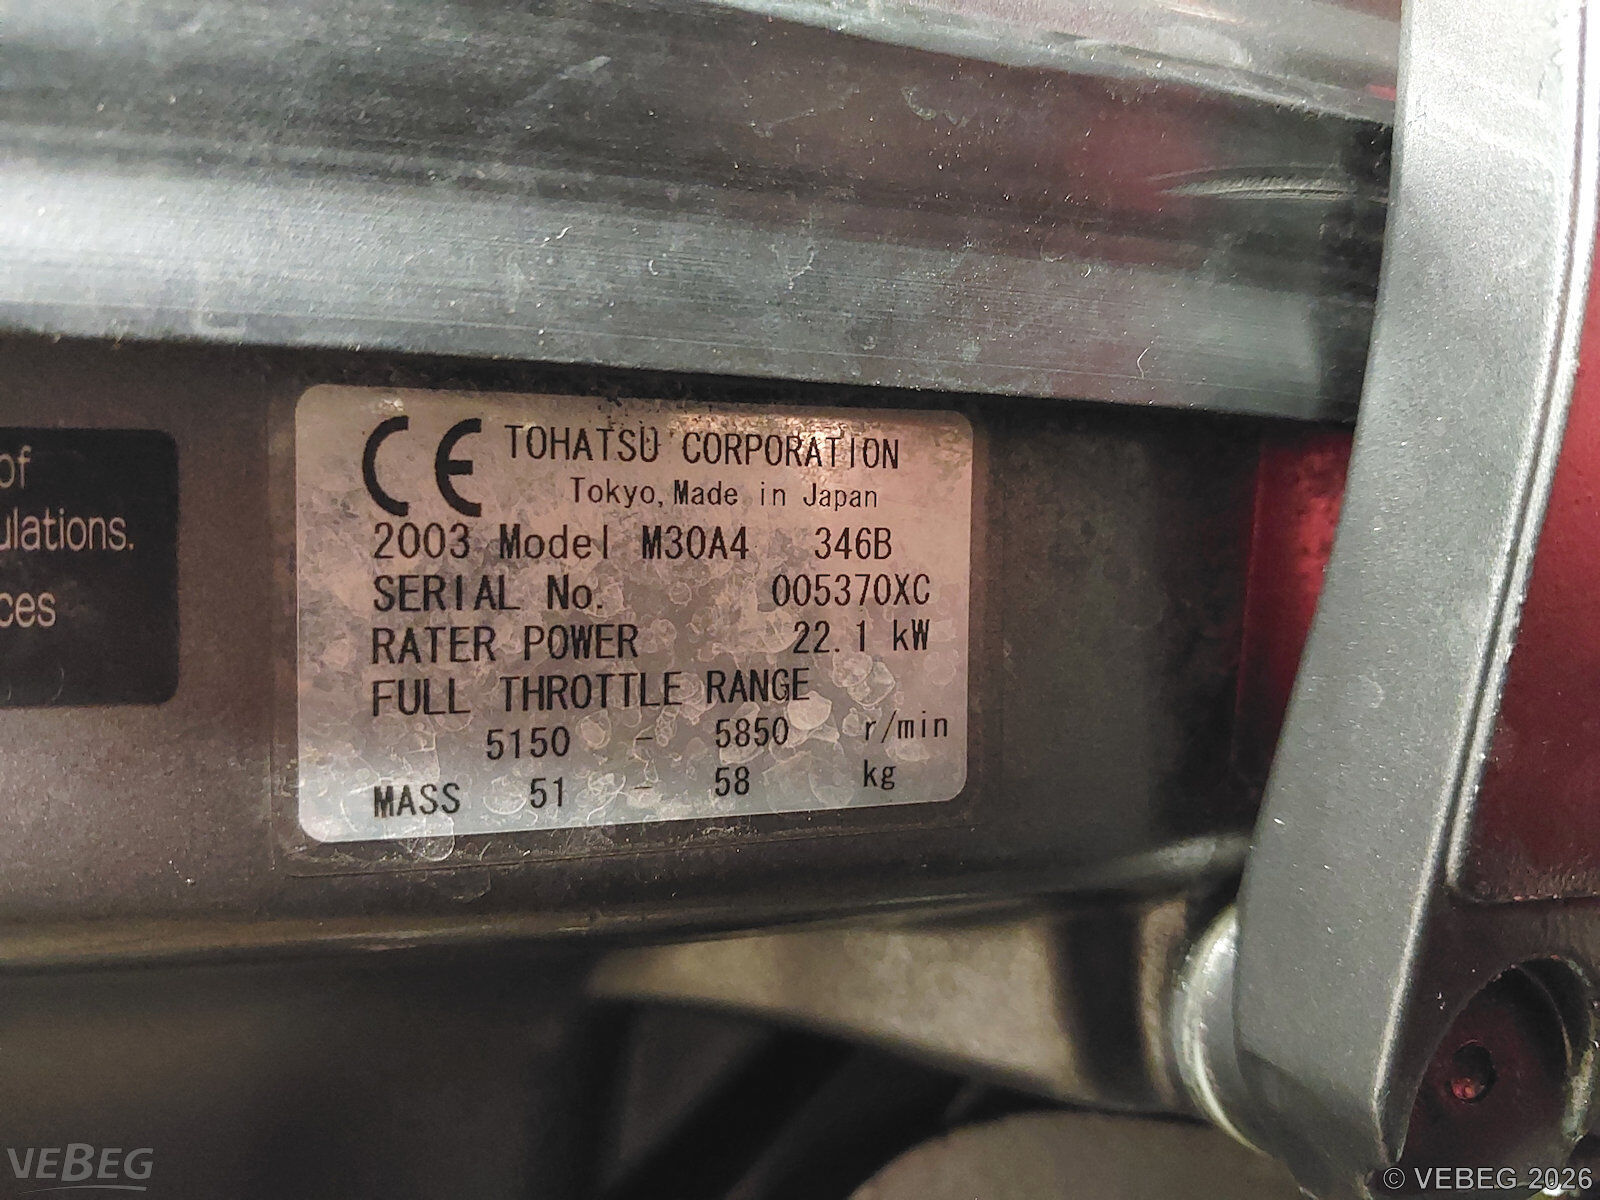 of
ulations.
ces
CE TOHATSU CORPORATION
Tokyo, Made in Japan
2003 Model M30A4 346B
SERIAL No. 005370XC
RATER POWER 22.1 kW
FULL THROTTLE RANGE
5150 - 5850 r/min
MASS 51 - 58 kg
VEBEG
© VEBEG 2026